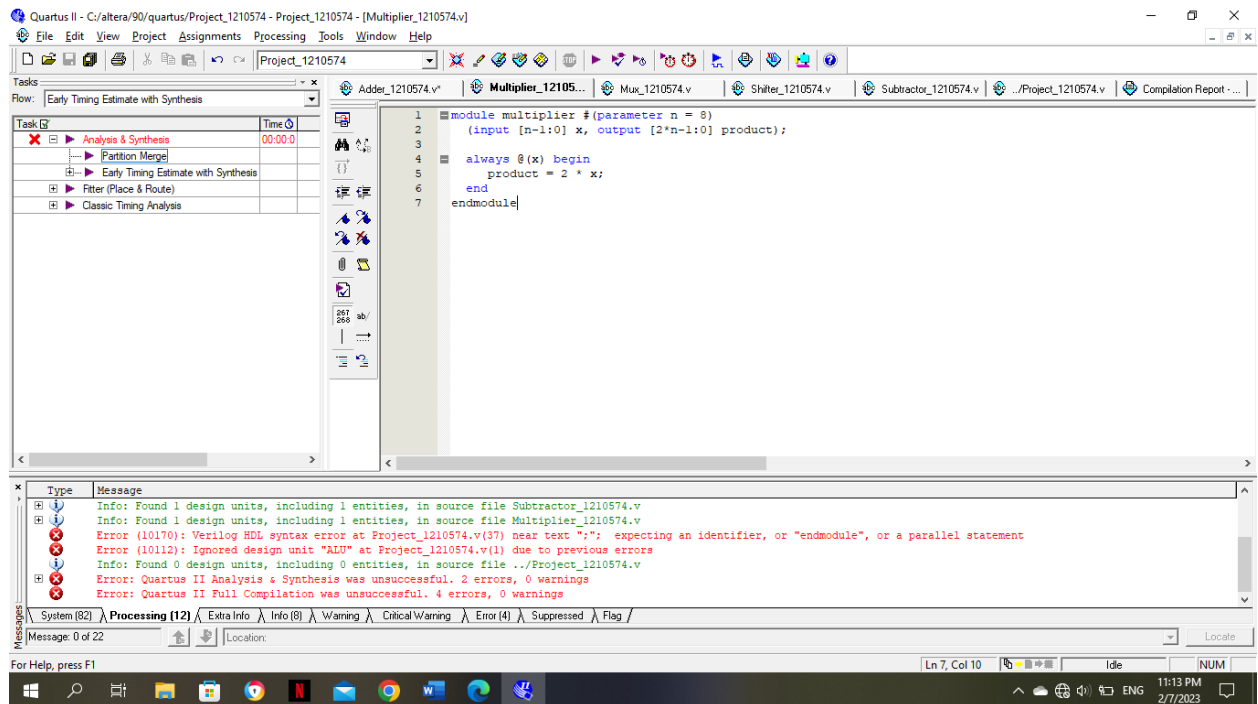 Quartus II - C:/altera/90/quartus/Project_1210574 - Project_1210574 - [Multiplier_1210574.v]
File Edit View Project Assignments Processing Tools Window Help
Project_1210574
Tasks
Flow: Early Timing Estimate with Synthesis
Task Time
Analysis & Synthesis 00:00:0
Partition Merge
Early Timing Estimate with Synthesis
Fitter (Place & Route)
Classic Timing Analysis
Adder_1210574.v* Multiplier_12105... Mux_1210574.v Shifter_1210574.v Subtractor_1210574.v ../Project_1210574.v Compilation Report - ...
1 module multiplier #(parameter n = 8)
2 (input [n-1:0] x, output [2*n-1:0] product);
3
4 always @(x) begin
5 product = 2 * x;
6 end
7 endmodule
267
268 ab/
Type Message
Info: Found 1 design units, including 1 entities, in source file Subtractor_1210574.v
Info: Found 1 design units, including 1 entities, in source file Multiplier_1210574.v
Error (10170): Verilog HDL syntax error at Project_1210574.v(37) near text ";"; expecting an identifier, or "endmodule", or a parallel statement
Error (10112): Ignored design unit "ALU" at Project_1210574.v(1) due to previous errors
Info: Found 0 design units, including 0 entities, in source file ../Project_1210574.v
Error: Quartus II Analysis & Synthesis was unsuccessful. 2 errors, 0 warnings
Error: Quartus II Full Compilation was unsuccessful. 4 errors, 0 warnings
System (82) Processing (12) Extra Info Info (8) Warning Critical Warning Error (4) Suppressed Flag
Messages
Message: 0 of 22 Location: Locate
For Help, press F1 Ln 7, Col 10 Idle NUM
ENG 11:13 PM
2/7/2023